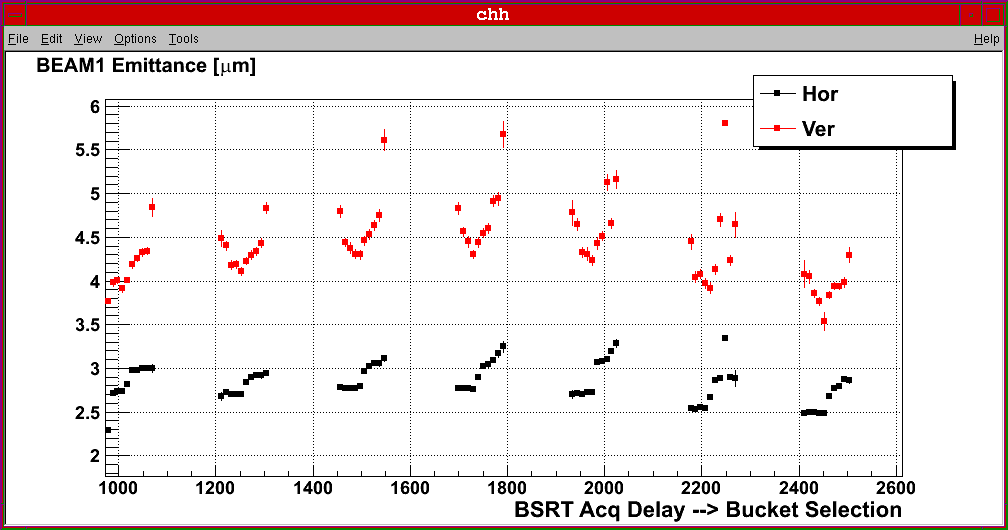 chh
File Edit View Options Tools Help
BEAM1 Emittance [μm]
Hor
Ver
6
5.5
5
4.5
4
3.5
3
2.5
2
1000 1200 1400 1600 1800 2000 2200 2400 2600
BSRT Acq Delay --> Bucket Selection